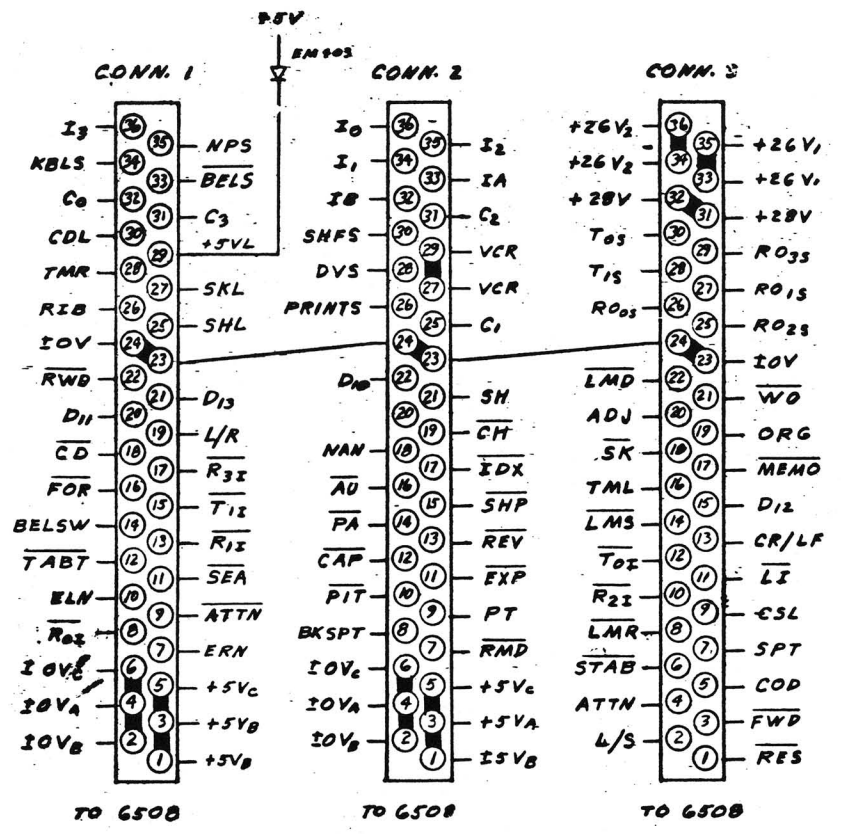 +5V
EM403
CONN. 1
I3 36
35 NPS
KBLS 34
33 BELS
C0 32
31 C3
CDL 30
29 +5VL
TMR 28
27 SKL
RIB 26
25 SHL
IOV 24
23
RWD 22
21 D13
D11 20
19 L/R
CD 18
17 R3I
FOR 16
15 T1I
BELSW 14
13 R1I
TABT 12
11 SEA
ELN 10
9 ATTN
R0I 8
7 ERN
I0VC 6
5 +5VC
I0VA 4
3 +5VB
I0VB 2
1 +5VB
TO 6508
CONN. 2
I0 36
35 I2
I1 34
33 IA
IB 32
31 C2
SHFS 30
29 VCR
DVS 28
27 VCR
PRINTS 26
25 C1
24
23
D10 22
21 SH
20
19 CH
NAN 18
17 IDX
AU 16
15 SHP
PA 14
13 REV
CAP 12
11 EXP
PIT 10
9 PT
BKSPT 8
7 RMD
I0VC 6
5 +5VC
I0VA 4
3 +5VA
I0VB 2
1 I5VB
TO 6508
CONN. 3
+26V2 36
35 +26V1
+26V2 34
33 +26V1
+28V 32
31 +28V
T0S 30
29 RO3S
T1S 28
27 RO1S
RO0S 26
25 RO2S
24
23 IOV
LMD 22
21 WO
ADJ 20
19 ORG
SK 18
17 MEMO
TML 16
15 D12
LMS 14
13 CR/LF
T0I 12
11 LI
R2I 10
9 CSL
LMR 8
7 SPT
STAB 6
5 COD
ATTN 4
3 FWD
L/S 2
1 RES
TO 6508